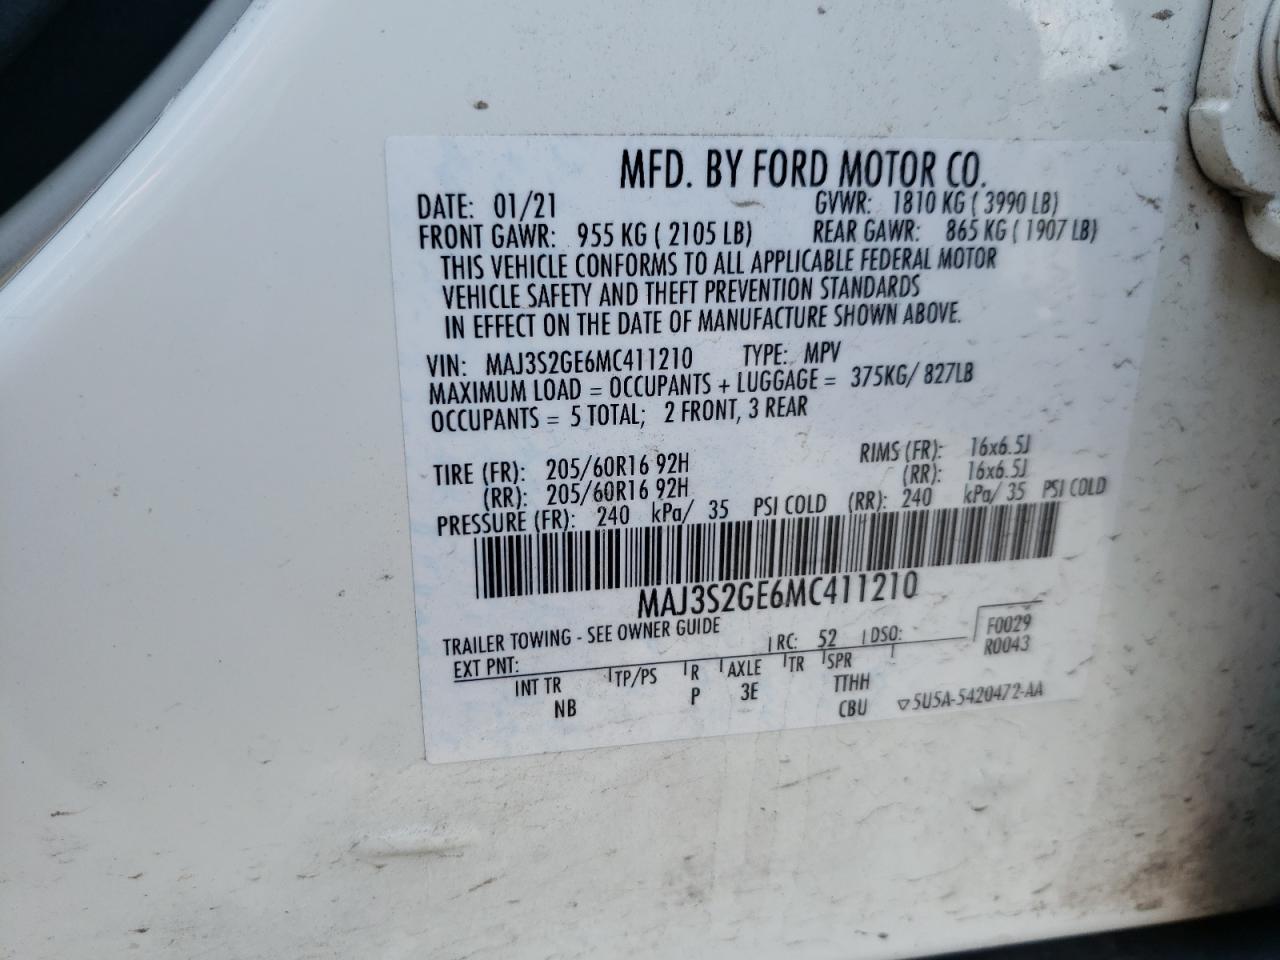 MFD. BY FORD MOTOR CO.
DATE: 01/21 GVWR: 1810 KG ( 3990 LB)
FRONT GAWR: 955 KG ( 2105 LB) REAR GAWR: 865 KG ( 1907 LB)
THIS VEHICLE CONFORMS TO ALL APPLICABLE FEDERAL MOTOR
VEHICLE SAFETY AND THEFT PREVENTION STANDARDS
IN EFFECT ON THE DATE OF MANUFACTURE SHOWN ABOVE.
VIN: MAJ3S2GE6MC411210 TYPE: MPV
MAXIMUM LOAD = OCCUPANTS + LUGGAGE = 375KG/ 827LB
OCCUPANTS = 5 TOTAL; 2 FRONT, 3 REAR
TIRE (FR): 205/60R16 92H RIMS (FR): 16x6.5J
(RR): 205/60R16 92H (RR): 16x6.5J
PRESSURE (FR): 240 kPa/ 35 PSI COLD (RR): 240 kPa/ 35 PSI COLD
MAJ3S2GE6MC411210
TRAILER TOWING - SEE OWNER GUIDE
EXT PNT: RC: 52 DSO: F0029
R0043
INT TR TP/PS R AXLE TR SPR
NB P 3E TTHH
CBU ▽5U5A-5420472-AA